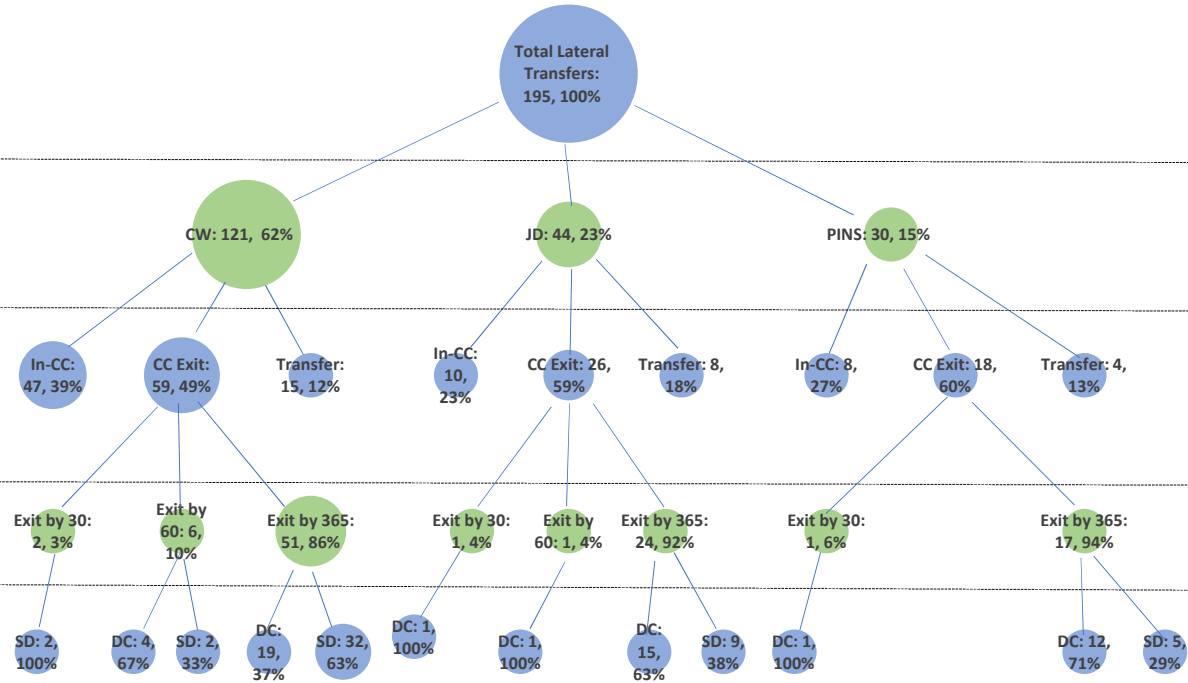 Total Lateral
Transfers:
195, 100%
CW: 121,  62%
JD: 44, 23%
PINS: 30, 15%
In-CC:
47, 39%
CC Exit:
59, 49%
Transfer:
15, 12%
In-CC:
10,
23%
CC Exit: 26,
59%
Transfer: 8,
18%
In-CC: 8,
27%
CC Exit: 18,
60%
Transfer: 4,
13%
Exit by 30:
2, 3%
Exit by
60: 6,
10%
Exit by 365:
51, 86%
Exit by 30:
1, 4%
Exit by
60: 1, 4%
Exit by 365:
24, 92%
Exit by 30:
1, 6%
Exit by 365:
17, 94%
SD: 2,
100%
DC: 4,
67%
SD: 2,
33%
DC:
19,
37%
SD: 32,
63%
DC: 1,
100%
DC: 1,
100%
DC:
15,
63%
SD: 9,
38%
DC: 1,
100%
DC: 12,
71%
SD: 5,
29%